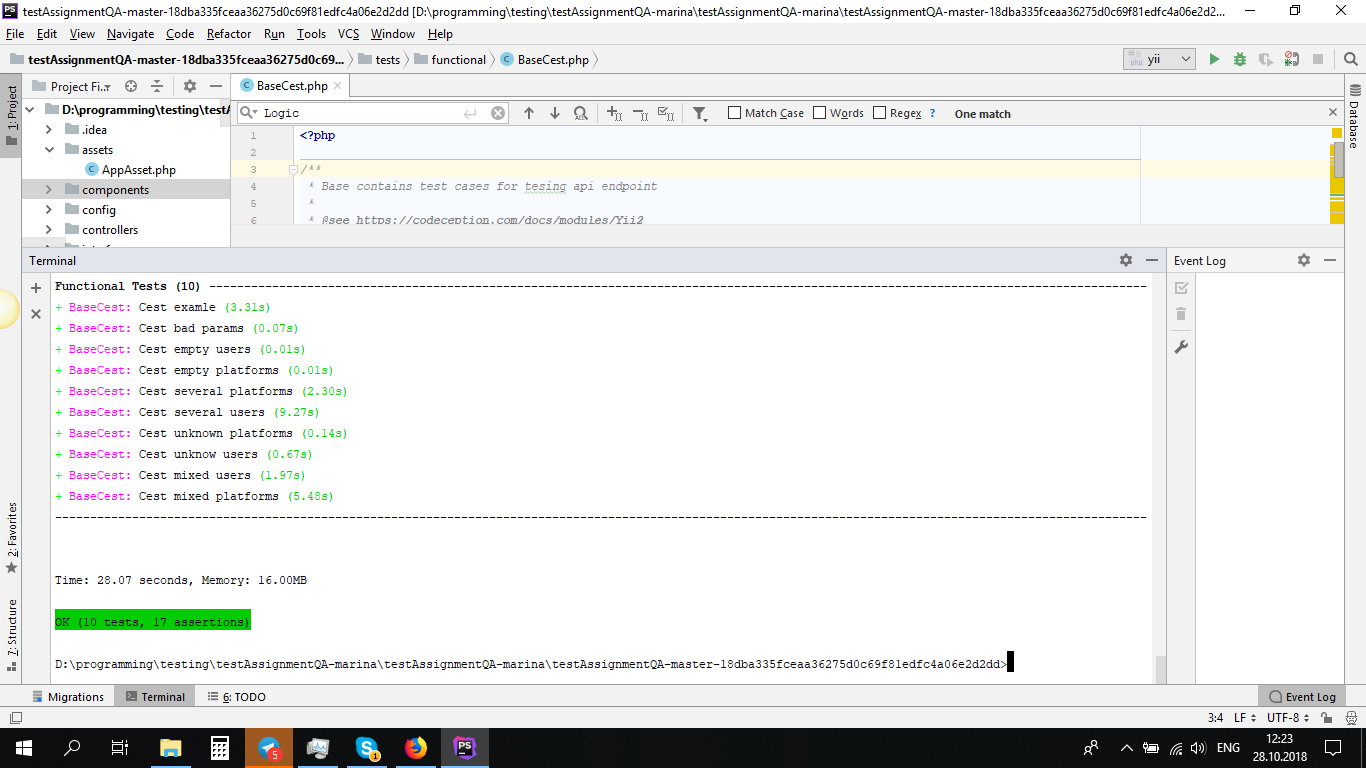 testAssignmentQA-master-18dba335fceaa36275d0c69f81edfc4a06e2d2dd [D:\programming\testing\testAssignmentQA-marina\testAssignmentQA-marina\testAssignmentQA-master-18dba335fceaa36275d0c69f81edfc4a06e2d2...
File Edit View Navigate Code Refactor Run Tools VCS Window Help
testAssignmentQA-master-18dba335fceaa36275d0c69... tests functional BaseCest.php
php yii
1: Project
Project Fi..
BaseCest.php
Database
D:\programming\testing\testA
Logic
Match Case Words Regex ? One match
.idea
assets
AppAsset.php
components
config
controllers
1 <?php
2
3 /**
4 * Base contains test cases for tesing api endpoint
5 *
6 * @see https://codeception.com/docs/modules/Yii2
Terminal
Event Log
Functional Tests (10) ----------------------------------------------------------------
+ BaseCest: Cest examle (3.31s)
+ BaseCest: Cest bad params (0.07s)
+ BaseCest: Cest empty users (0.01s)
+ BaseCest: Cest empty platforms (0.01s)
+ BaseCest: Cest several platforms (2.30s)
+ BaseCest: Cest several users (9.27s)
+ BaseCest: Cest unknown platforms (0.14s)
+ BaseCest: Cest unknow users (0.67s)
+ BaseCest: Cest mixed users (1.97s)
+ BaseCest: Cest mixed platforms (5.48s)
----------------------------------------------------------------
Time: 28.07 seconds, Memory: 16.00MB
OK (10 tests, 17 assertions)
D:\programming\testing\testAssignmentQA-marina\testAssignmentQA-marina\testAssignmentQA-master-18dba335fceaa36275d0c69f81edfc4a06e2d2dd>
2: Favorites
7: Structure
Migrations Terminal 6: TODO
Event Log
3:4 LF UTF-8
5
1
PS
ENG
12:23
28.10.2018